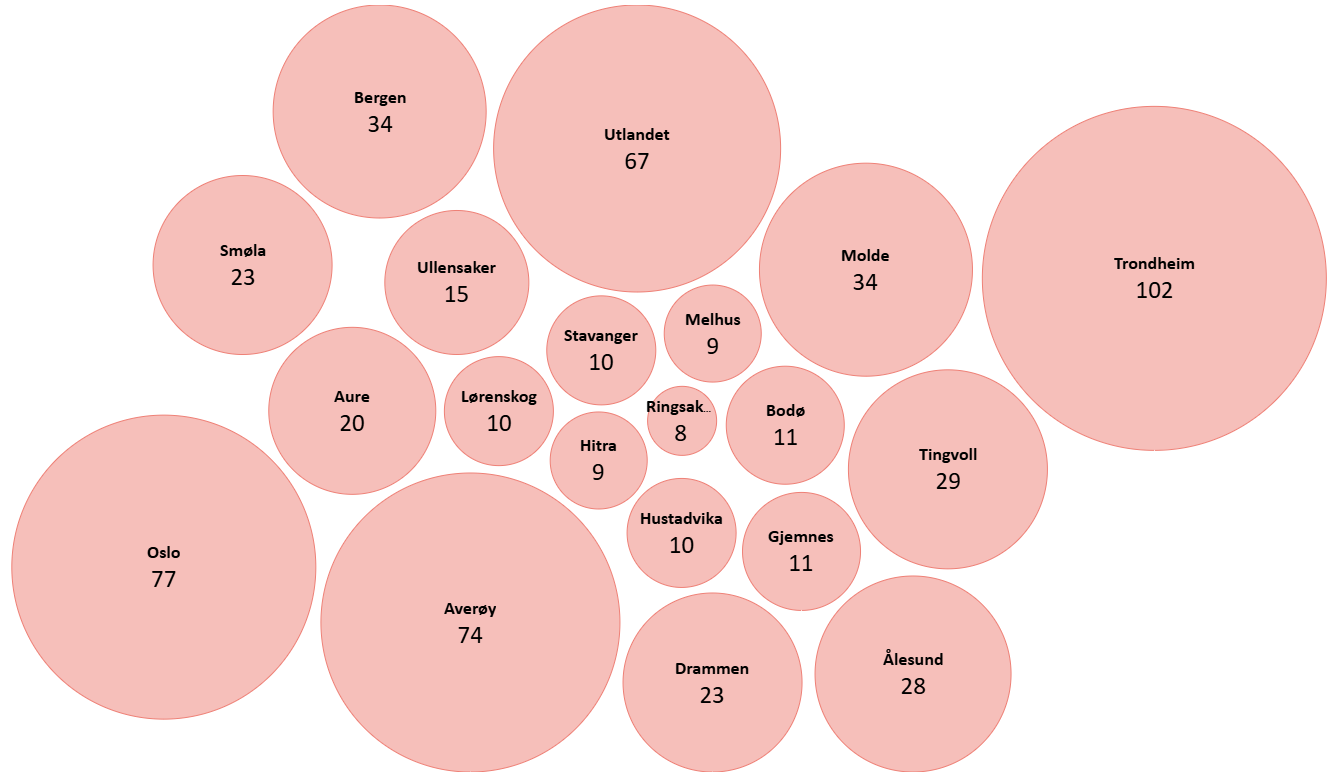 Bergen
34
Utlandet
67
Smøla
23
Ullensaker
15
Molde
34
Trondheim
102
Stavanger
10
Melhus
9
Aure
20
Lørenskog
10
Ringsak...
8
Bodø
11
Hitra
9
Tingvoll
29
Oslo
77
Hustadvika
10
Gjemnes
11
Averøy
74
Drammen
23
Ålesund
28